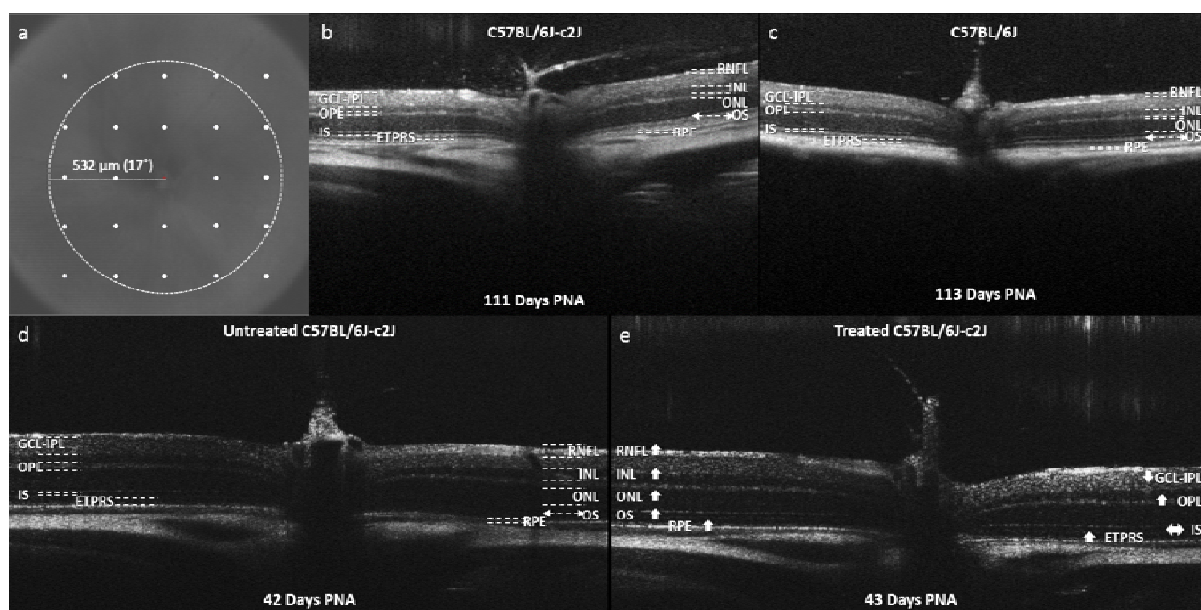 a
532 μm (17°)
b
C57BL/6J-c2J
RNFL
GCL-IPL
INL
OPL
ONL
OS
IS
ETPRS
RPE
111 Days PNA
c
C57BL/6J
GCL-IPL
RNFL
OPL
INL
ONL
IS
OS
ETPRS
RPE
113 Days PNA
d
Untreated C57BL/6J-c2J
GCL-IPL
RNFL
OPL
INL
IS
ETPRS
ONL
OS
RPE
42 Days PNA
e
Treated C57BL/6J-c2J
RNFL
GCL-IPL
INL
OPL
ONL
OS
RPE
IS
ETPRS
43 Days PNA